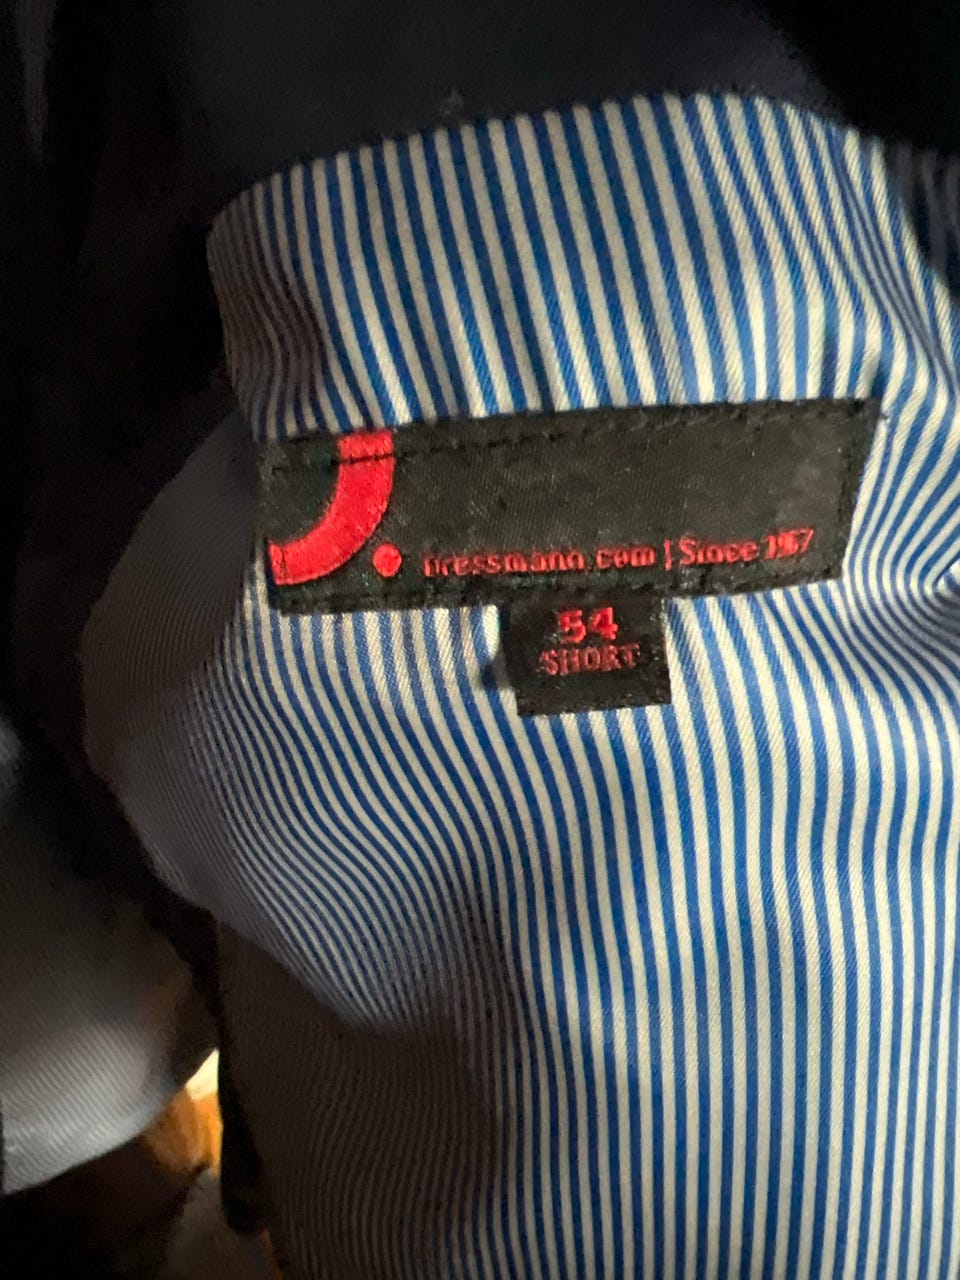 Dressmann.com | Since 1967
54
SHORT